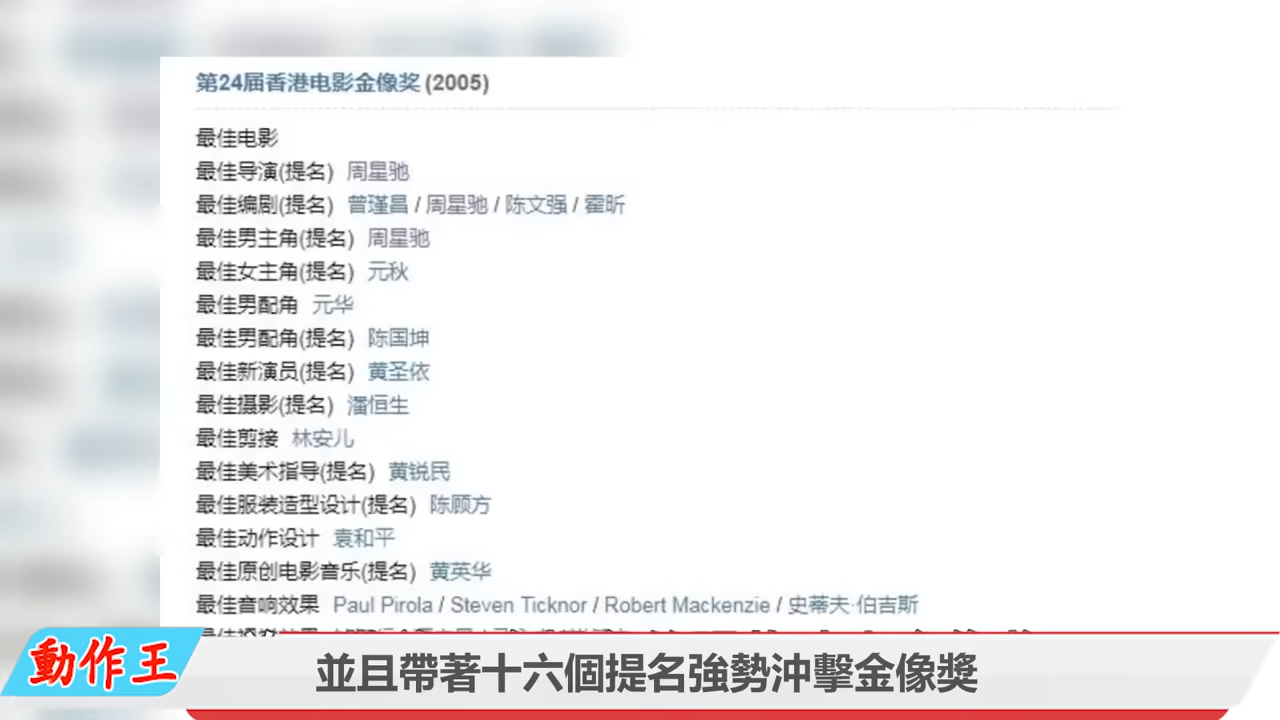 第24届香港电影金像奖 (2005)
最佳电影
最佳导演(提名) 周星驰
最佳编剧(提名) 曾瑾昌 / 周星驰 / 陈文强 / 霍昕
最佳男主角(提名) 周星驰
最佳女主角(提名) 元秋
最佳男配角 元华
最佳男配角(提名) 陈国坤
最佳新演员(提名) 黄圣依
最佳摄影(提名) 潘恒生
最佳剪接 林安儿
最佳美术指导(提名) 黄锐民
最佳服装造型设计(提名) 陈顾方
最佳动作设计 袁和平
最佳原创电影音乐(提名) 黄英华
最佳音响效果 Paul Pirola / Steven Ticknor / Robert Mackenzie / 史蒂夫·伯吉斯
動作王
並且帶著十六個提名強勢沖擊金像獎